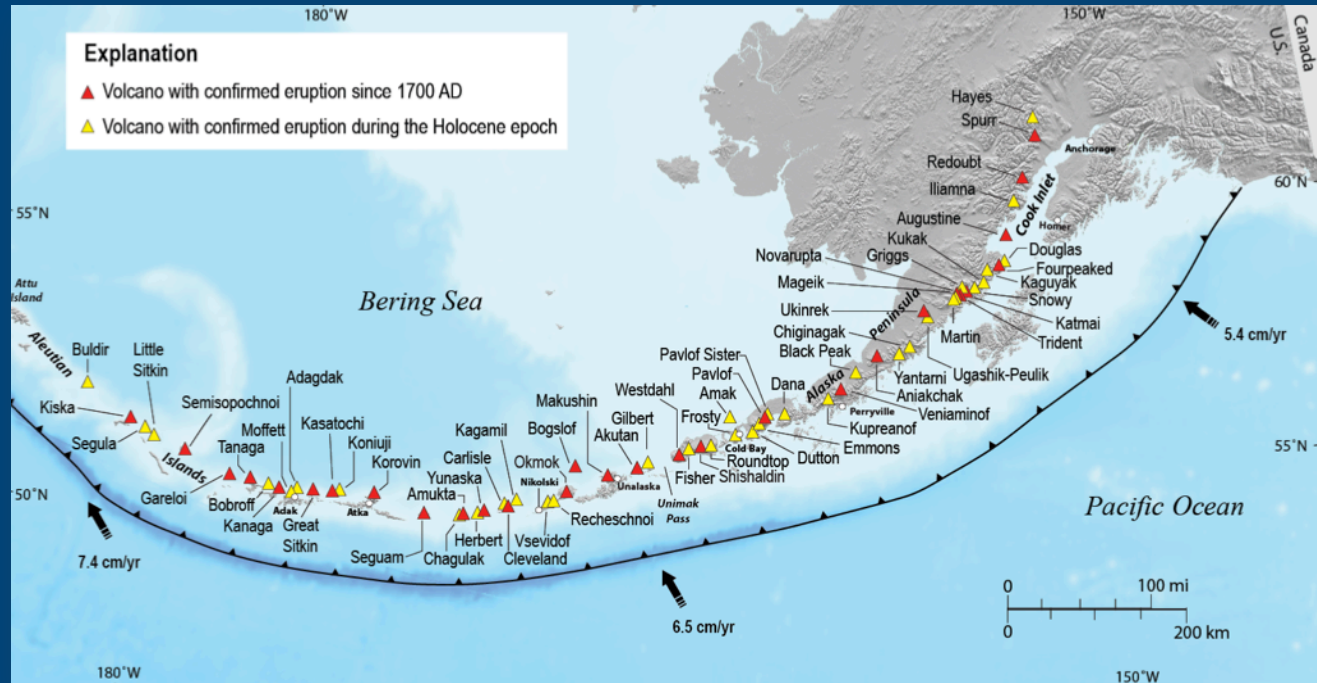 180°W
150°W
Canada
U.S.
Explanation
Volcano with confirmed eruption since 1700 AD
Volcano with confirmed eruption during the Holocene epoch
Hayes
Spurr
Anchorage
Redoubt
60°N
Iliamna
Cook Inlet
55°N
Augustine
Homer
Kukak
Novarupta
Griggs
Douglas
Fourpeaked
Mageik
Kaguyak
Attu
Island
Bering Sea
Snowy
Ukinrek
Peninsula
Katmai
Trident
5.4 cm/yr
Chiginagak
Martin
Aleutian
Buldir
Little
Sitkin
Black Peak
Pavlof Sister
Ugashik-Peulik
Pavlof
Dana
Alaska
Yantarni
Adagdak
Westdahl
Amak
Aniakchak
Kiska
Semisopochnoi
Makushin
Gilbert
Frosty
Perryville
Veniaminof
Moffett
Kasatochi
Kagamil
Bogslof
Akutan
Kupreanof
Segula
Tanaga
Koniuji
Carlisle
Cold Bay
Emmons
55°N
Islands
Korovin
Yunaska
Okmok
Dutton
Roundtop
Gareloi
Amukta
Nikolski
Unalaska
Fisher
Shishaldin
50°N
Bobroff
Adak
Atka
Unimak
Pass
Pacific Ocean
Kanaga
Great
Sitkin
Recheschnoi
Herbert
Vsevidof
Seguam
Chagulak
Cleveland
7.4 cm/yr
0
100 mi
6.5 cm/yr
0
200 km
180°W
150°W